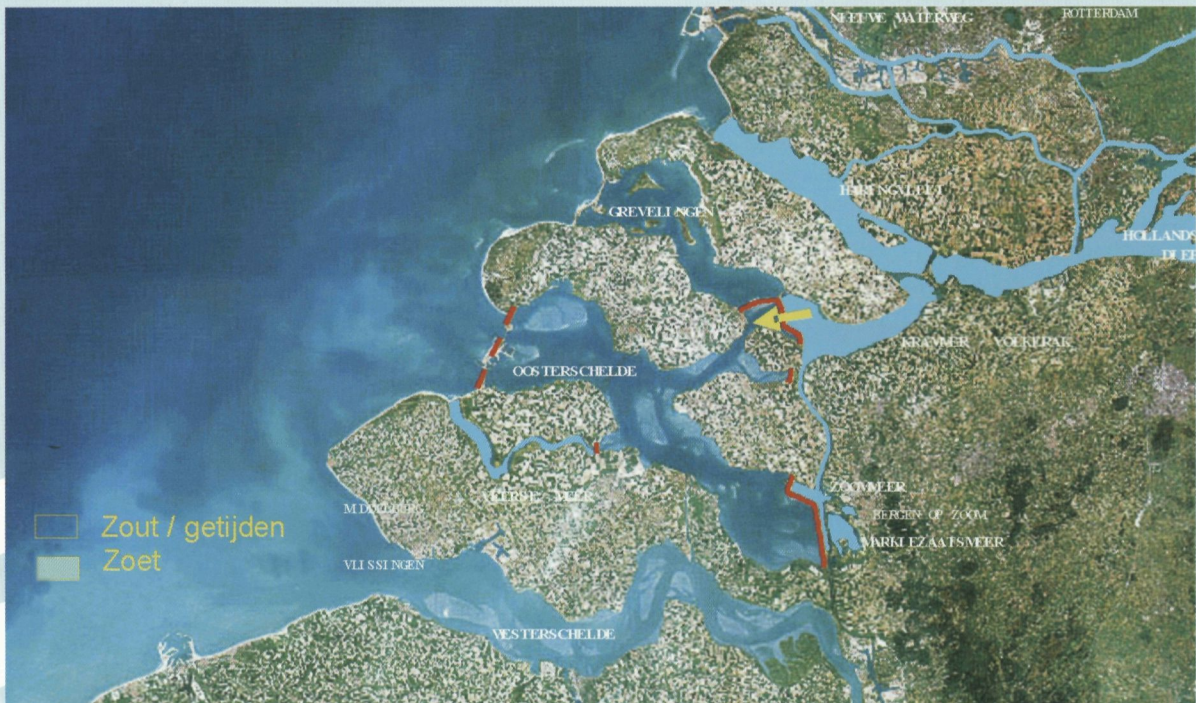 NIEUWE WATERWEG
ROTTERDAM
HARINGVLIET
GREVELINGEN
HOLLANDS
DIEP
KRAMMER VOLKERAK
OOSTERSCHELDE
ZOOMMEER
VEERSE MEER
MIDDELBURG
BERGEN OP ZOOM
Zout / getijden
MARKIEZAATSMEER
Zoet
VLISSINGEN
WESTERSCHELDE